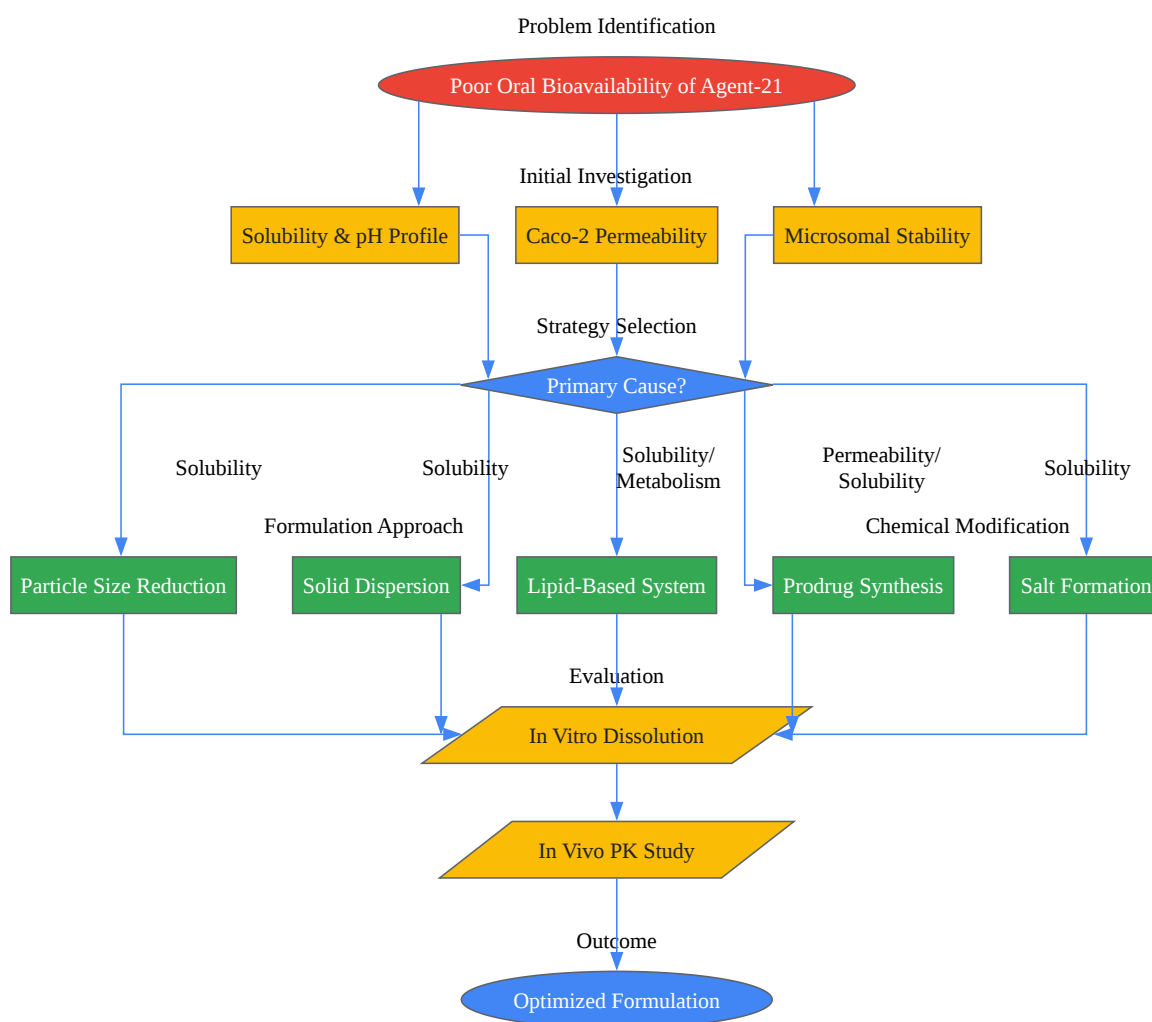 Problem Identification
Poor Oral Bioavailability of Agent-21
Initial Investigation
Solubility & pH Profile
Caco-2 Permeability
Microsomal Stability
Strategy Selection
Primary Cause?
Solubility
Solubility
Solubility/
Metabolism
Permeability/
Solubility
Solubility
Formulation Approach
Chemical Modification
Particle Size Reduction
Solid Dispersion
Lipid-Based System
Prodrug Synthesis
Salt Formation
Evaluation
In Vitro Dissolution
In Vivo PK Study
Outcome
Optimized Formulation